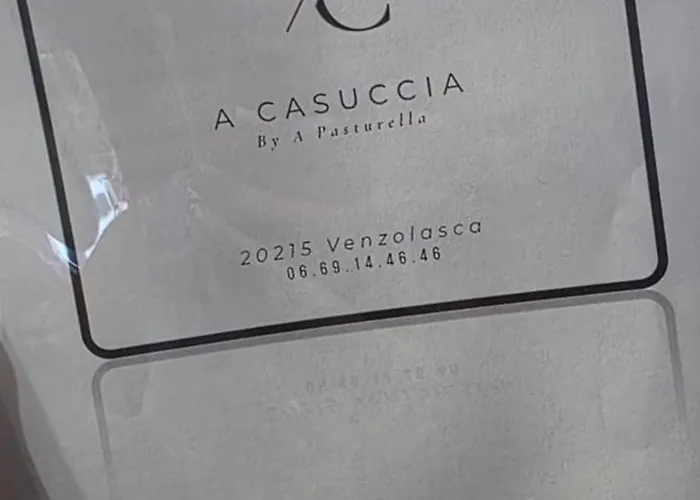 A CASUCCIA
By A Pasturella
20215 Venzolasca
06.69.14.46.46